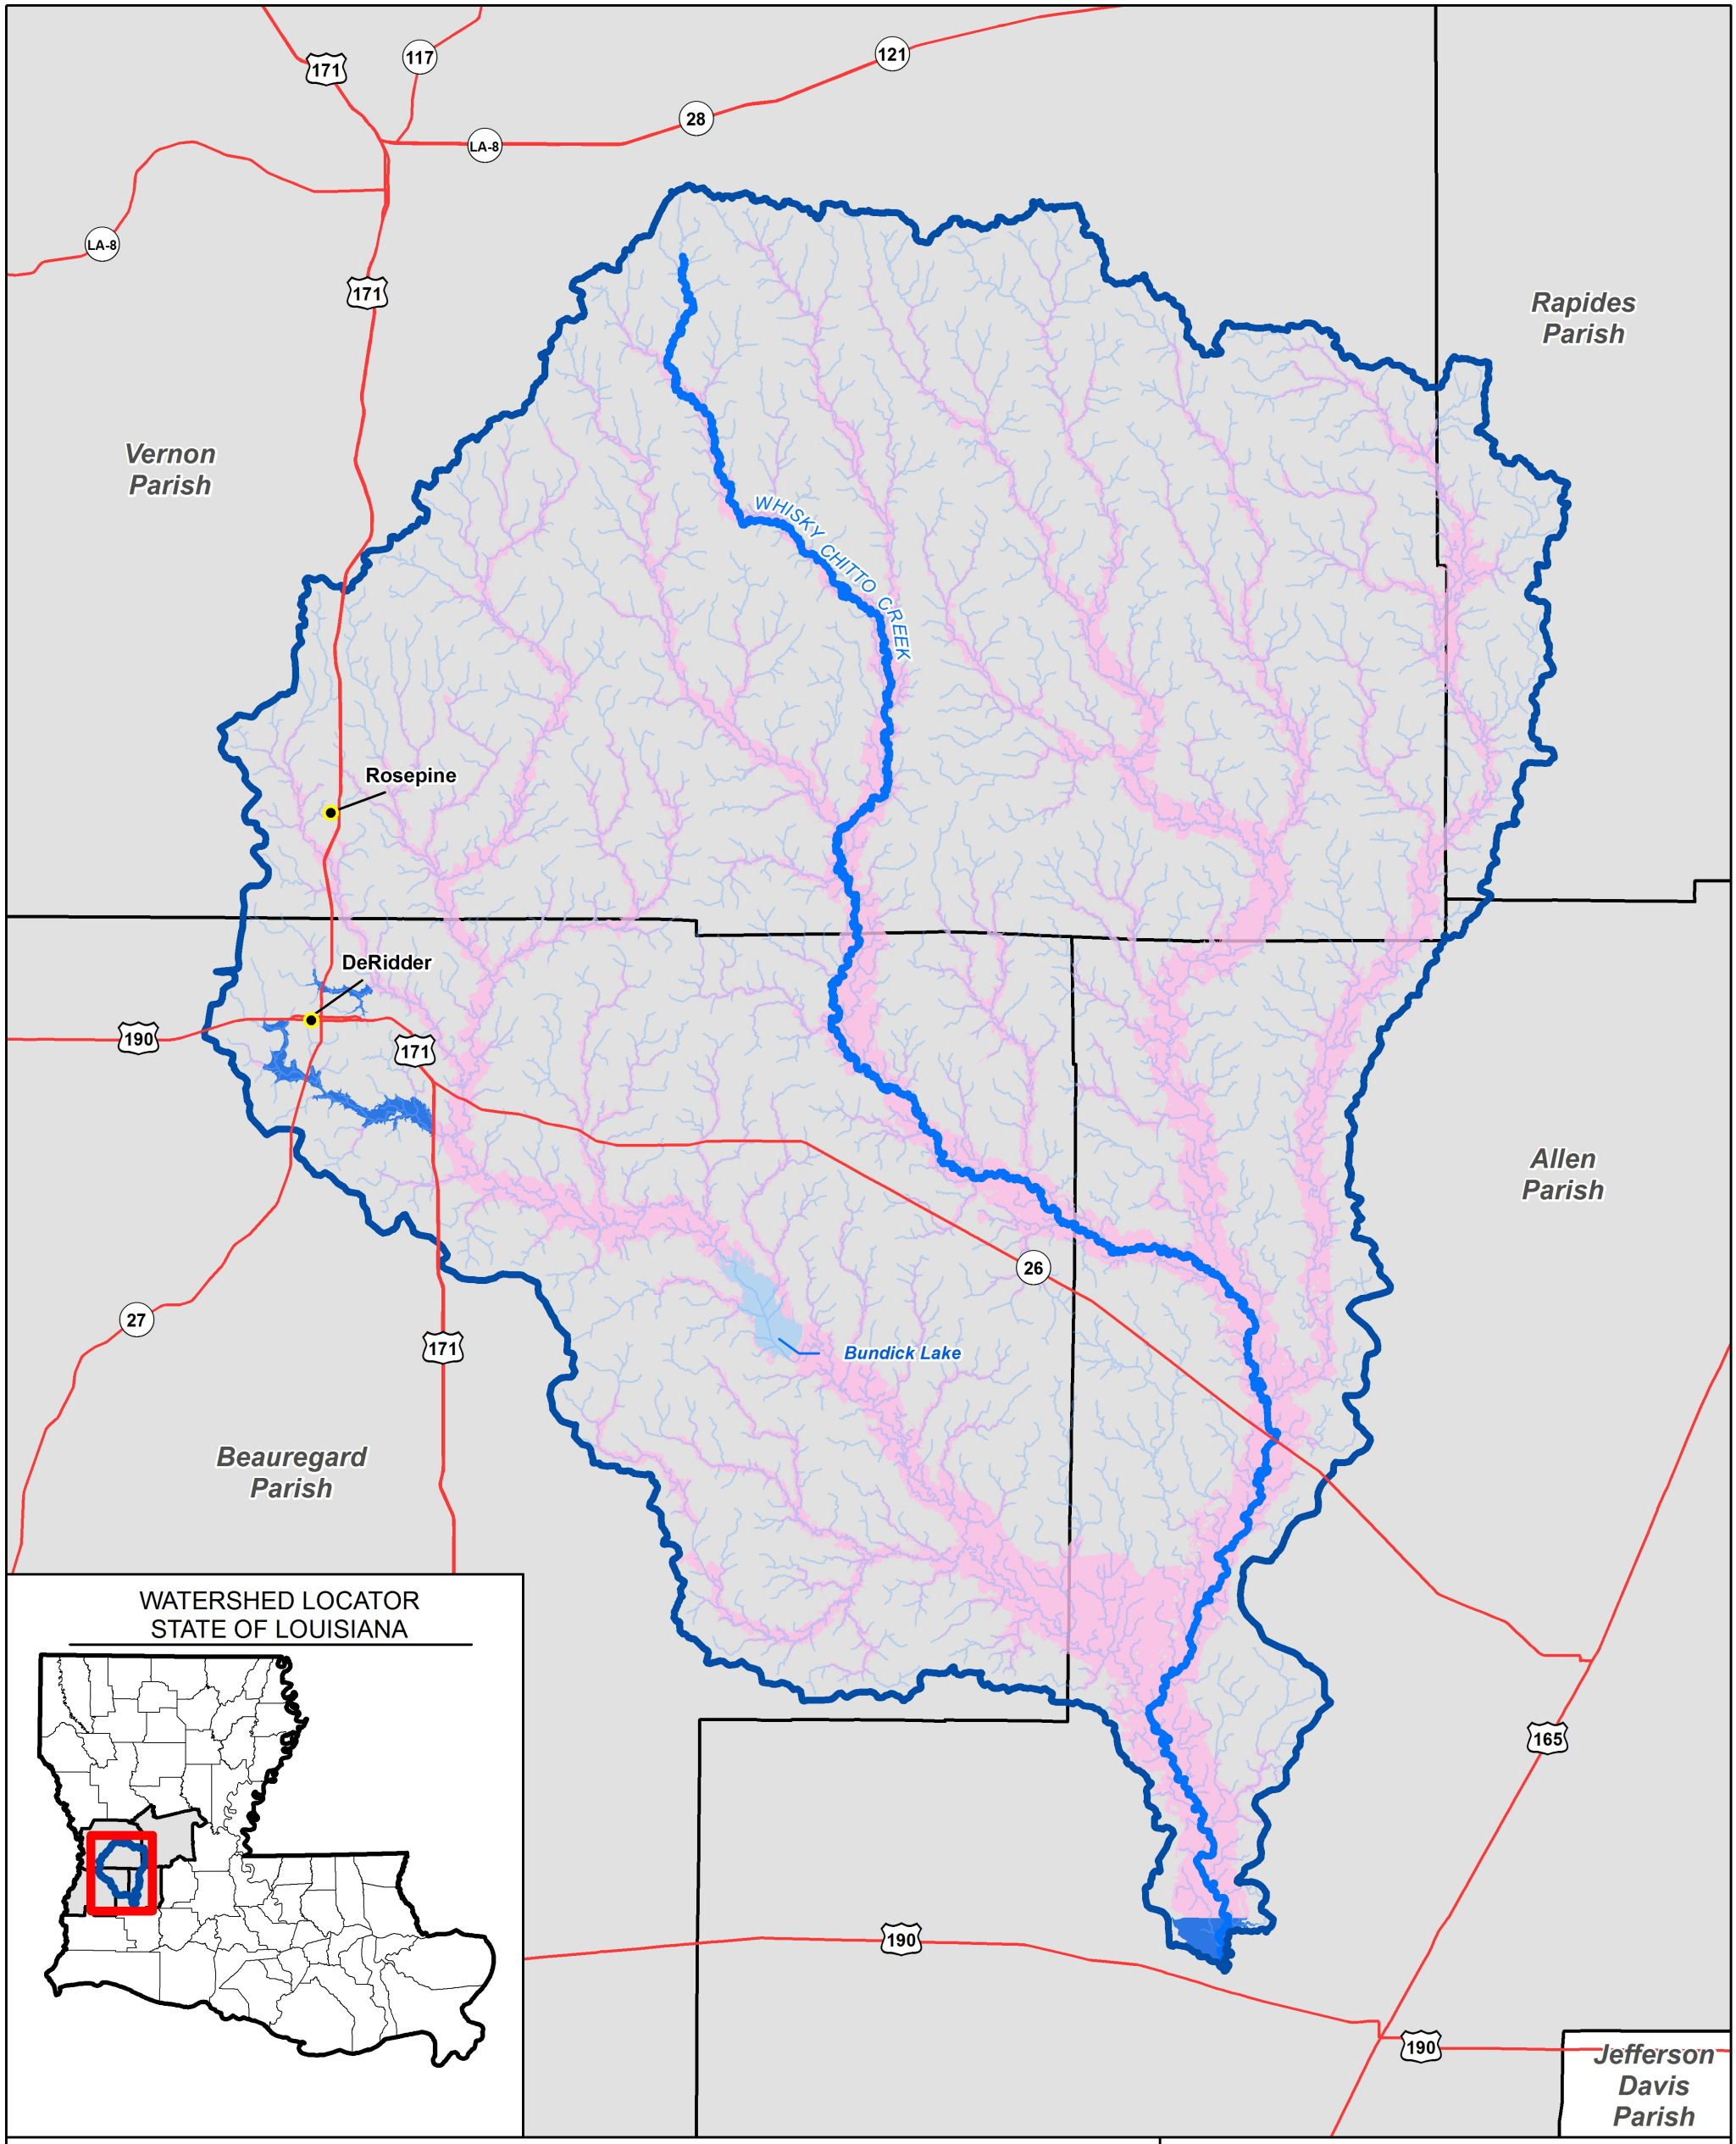 171
117
121
28
LA-8
LA-8
171
Rapides
Parish
Vernon
Parish
WHISKY CHITTO CREEK
Rosepine
DeRidder
190
171
Allen
Parish
26
27
171
Bundick Lake
Beauregard
Parish
WATERSHED LOCATOR
STATE OF LOUISIANA
165
190
190
Jefferson
Davis
Parish